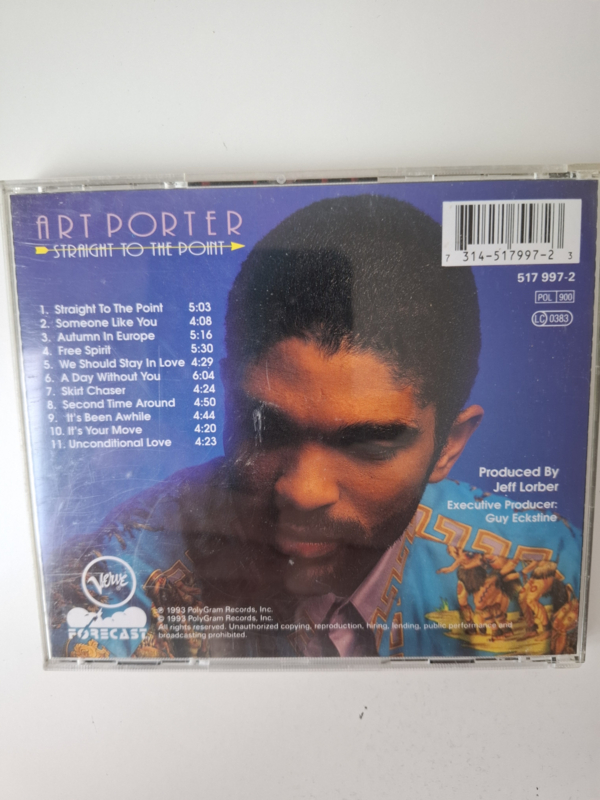 ART PORTER
STRAIGHT TO THE POINT
7 314-517997-2 3
517 997-2
POL 900
LC 0383
1. Straight To The Point 5:03
2. Someone Like You 4:08
3. Autumn In Europe 5:16
4. Free Spirit 5:30
5. We Should Stay In Love 4:29
6. A Day Without You 6:04
7. Skirt Chaser 4:24
8. Second Time Around 4:50
9. It's Been Awhile 4:44
10. It's Your Move 4:20
11. Unconditional Love 4:23
Produced By
Jeff Lorber
Executive Producer:
Guy Eckstine
Verve
FORECAST
℗ 1993 PolyGram Records, Inc.
© 1993 PolyGram Records, Inc.
All rights reserved. Unauthorized copying, reproduction, hiring, lending, public performance and
broadcasting prohibited.